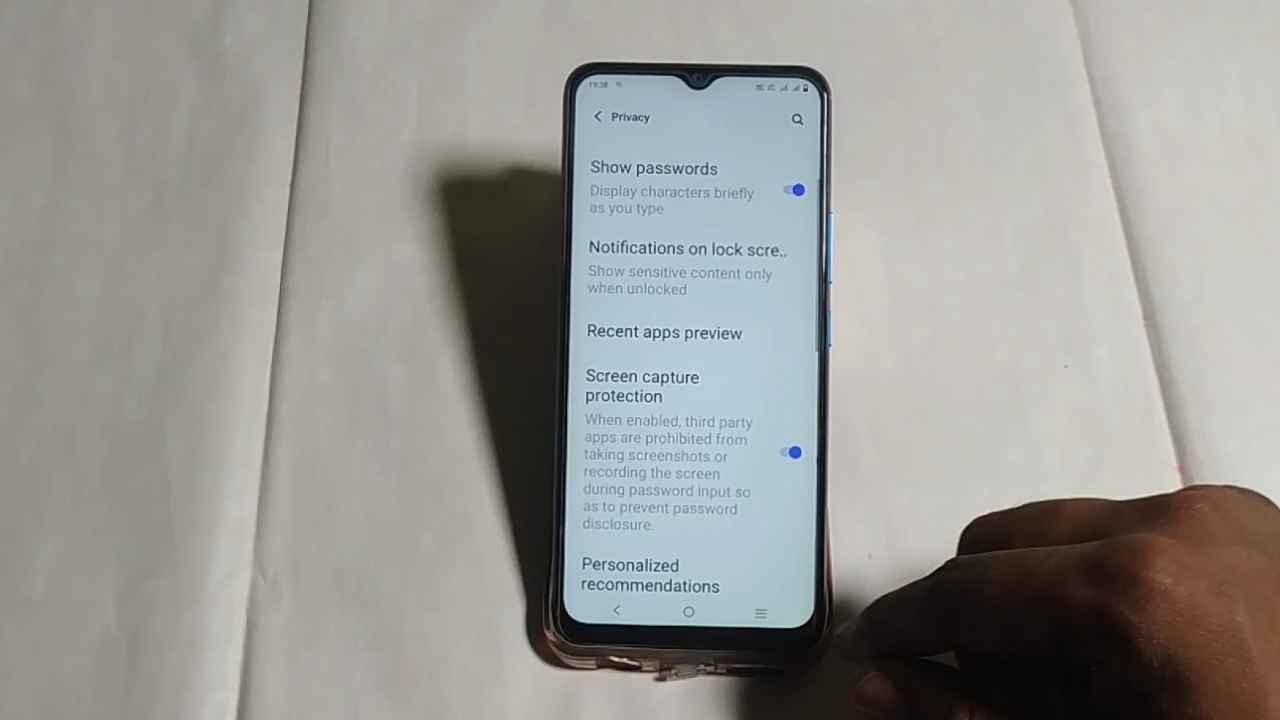 19:38
Privacy
Show passwords
Display characters briefly
as you type
Notifications on lock scre..
Show sensitive content only
when unlocked
Recent apps preview
Screen capture
protection
When enabled, third party
apps are prohibited from
taking screenshots or
recording the screen
during password input so
as to prevent password
disclosure.
Personalized
recommendations